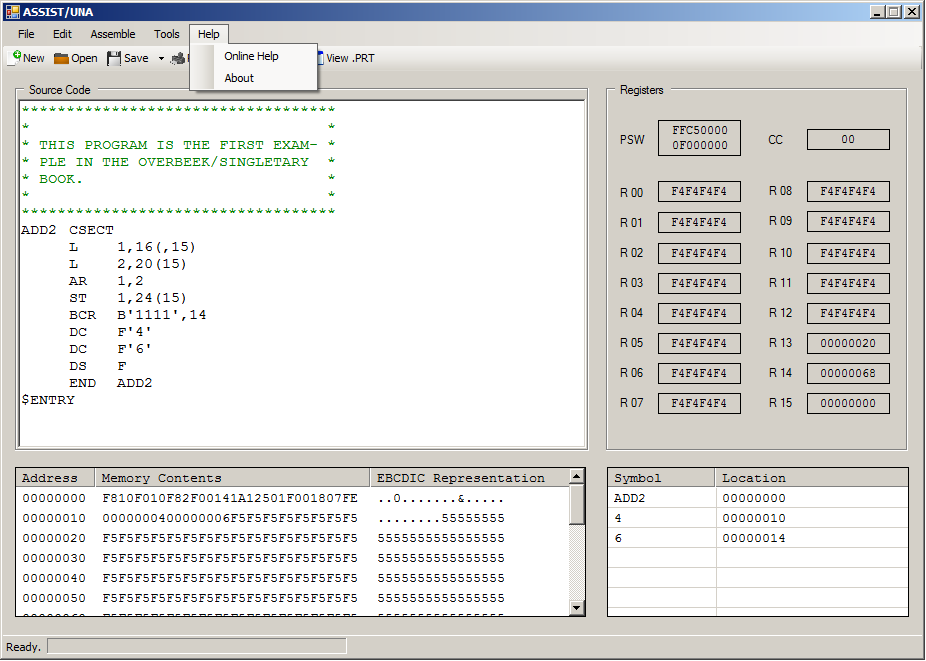 ASSIST/UNA
File Edit Assemble Tools Help
New Open Save View .PRT
Online Help
About
Source Code
***********************************
* *
* THIS PROGRAM IS THE FIRST EXAM- *
* PLE IN THE OVERBEEK/SINGLETARY *
* BOOK. *
* *
***********************************
ADD2 CSECT
L 1,16(,15)
L 2,20(15)
AR 1,2
ST 1,24(15)
BCR B'1111',14
DC F'4'
DC F'6'
DS F
END ADD2
$ENTRY
Registers
PSW FFC50000 0F000000 CC 00
R 00 F4F4F4F4 R 08 F4F4F4F4
R 01 F4F4F4F4 R 09 F4F4F4F4
R 02 F4F4F4F4 R 10 F4F4F4F4
R 03 F4F4F4F4 R 11 F4F4F4F4
R 04 F4F4F4F4 R 12 F4F4F4F4
R 05 F4F4F4F4 R 13 00000020
R 06 F4F4F4F4 R 14 00000068
R 07 F4F4F4F4 R 15 00000000
Address Memory Contents EBCDIC Representation
00000000 F810F010F82F00141A12501F001807FE ..0.......&.....
00000010 0000000400000006F5F5F5F5F5F5F5F5 ........55555555
00000020 F5F5F5F5F5F5F5F5F5F5F5F5F5F5F5F5 5555555555555555
00000030 F5F5F5F5F5F5F5F5F5F5F5F5F5F5F5F5 5555555555555555
00000040 F5F5F5F5F5F5F5F5F5F5F5F5F5F5F5F5 5555555555555555
00000050 F5F5F5F5F5F5F5F5F5F5F5F5F5F5F5F5 5555555555555555
Symbol Location
ADD2 00000000
4 00000010
6 00000014
Ready.